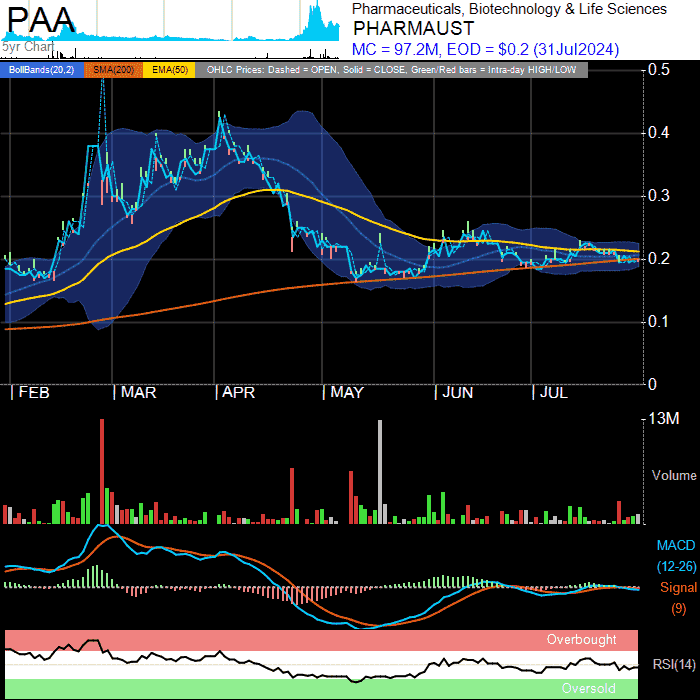 PAA
5yr Chart
Pharmaceuticals, Biotechnology & Life Sciences
PHARMAUST
MC = 97.2M, EOD = $0.2 (31Jul2024)
BollBands(20,2) SMA(200) EMA(50) OHLC Prices: Dashed = OPEN, Solid = CLOSE, Green/Red bars = Intra-day HIGH/LOW
0.5
0.4
0.3
0.2
0.1
0
FEB MAR APR MAY JUN JUL
13M
Volume
MACD
(12-26)
Signal
(9)
Overbought
RSI(14)
Oversold